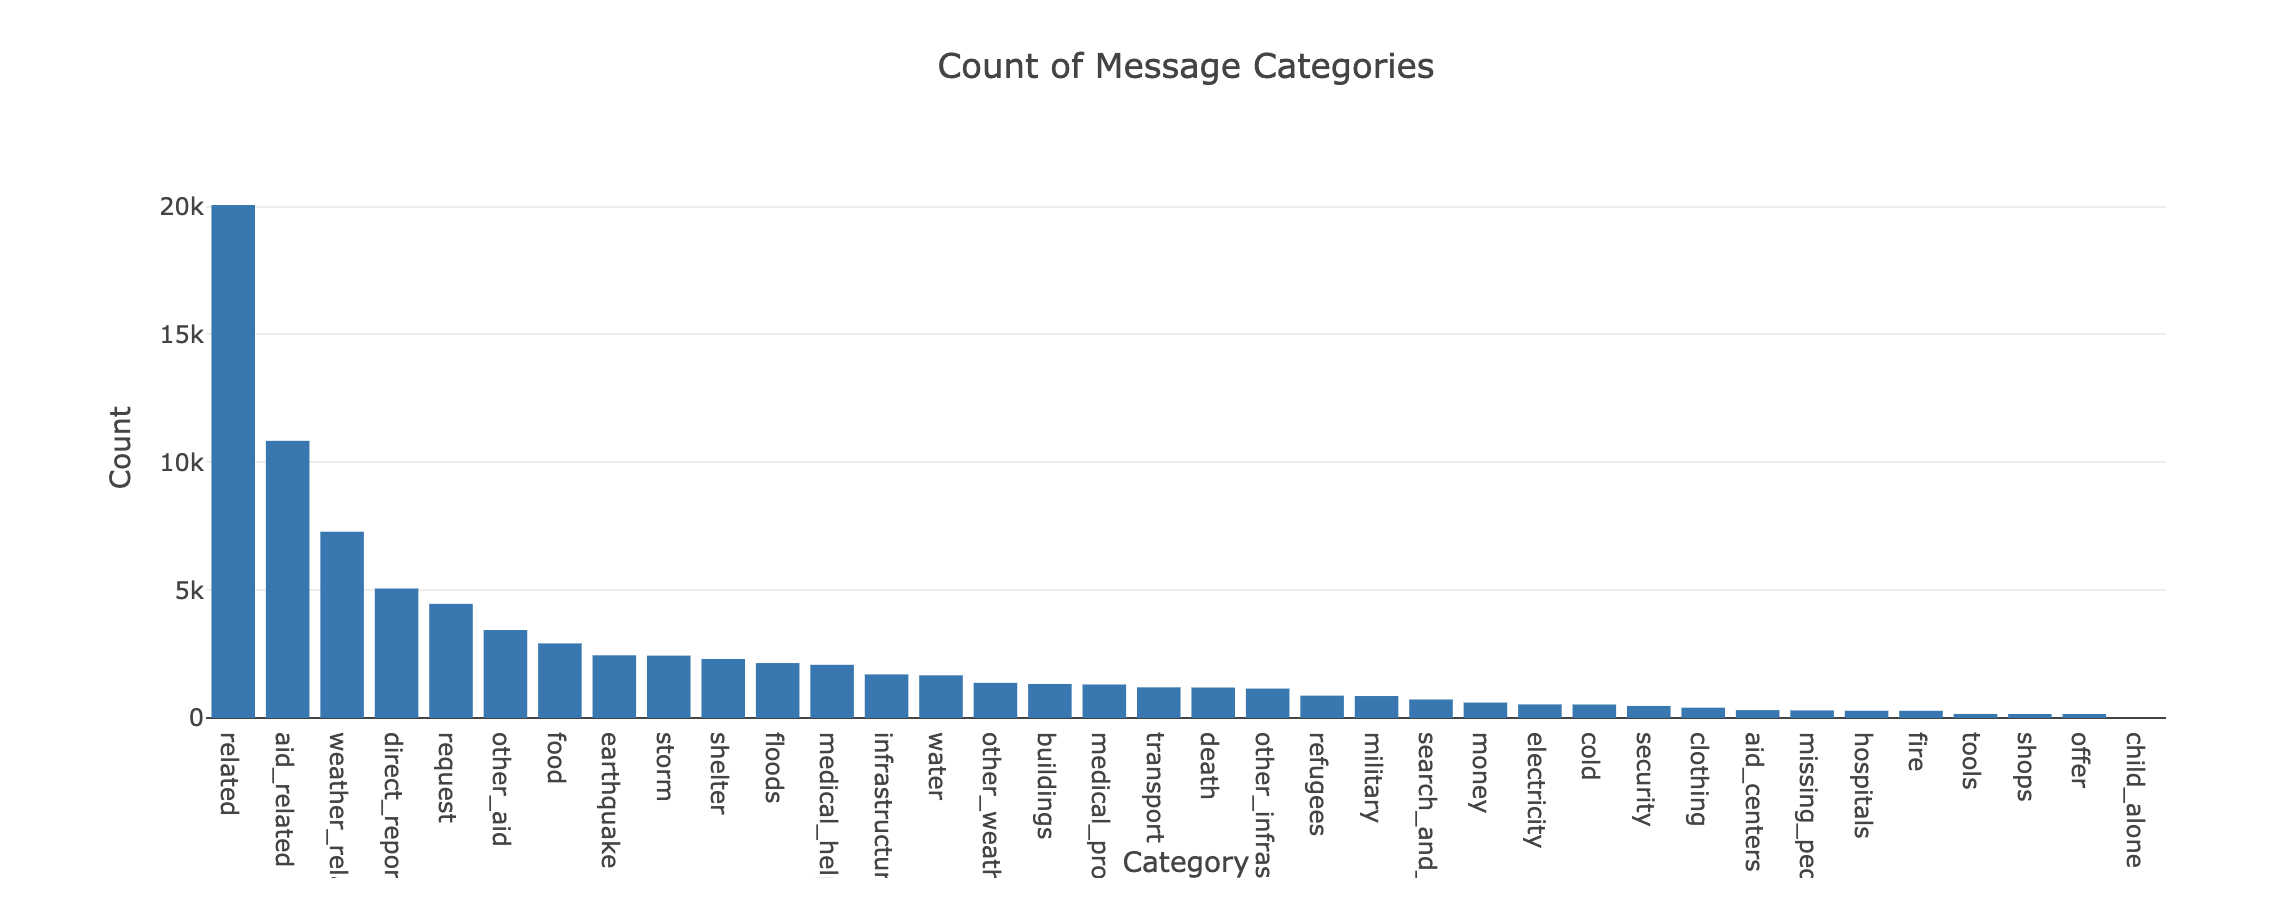 Count of Message Categories
Count
20k
15k
10k
5k
0
related
aid_related
weather_rel
direct_repor
request
other_aid
food
earthquake
storm
shelter
floods
medical_hel
infrastructur
water
other_weath
buildings
medical_pro
transport
death
other_infras
refugees
military
search_and_
money
electricity
cold
security
clothing
aid_centers
missing_peo
hospitals
fire
tools
shops
offer
child_alone
Category